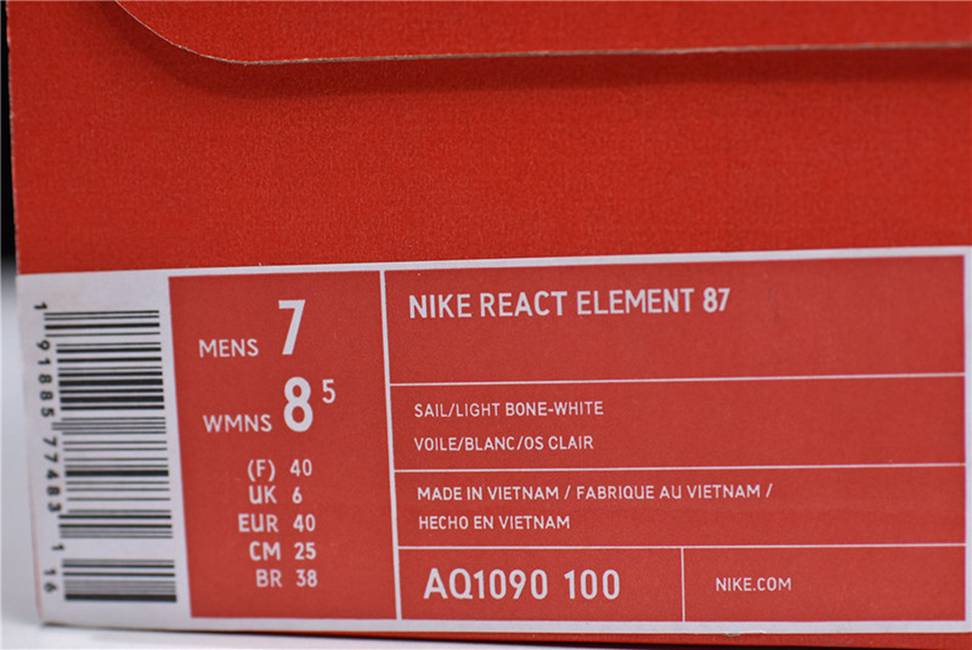 1 91885 77483 1 16
MENS 7
WMNS 8 5
(F) 40
UK 6
EUR 40
CM 25
BR 38
NIKE REACT ELEMENT 87
SAIL/LIGHT BONE-WHITE
VOILE/BLANC/OS CLAIR
MADE IN VIETNAM / FABRIQUE AU VIETNAM /
HECHO EN VIETNAM
AQ1090 100
NIKE.COM